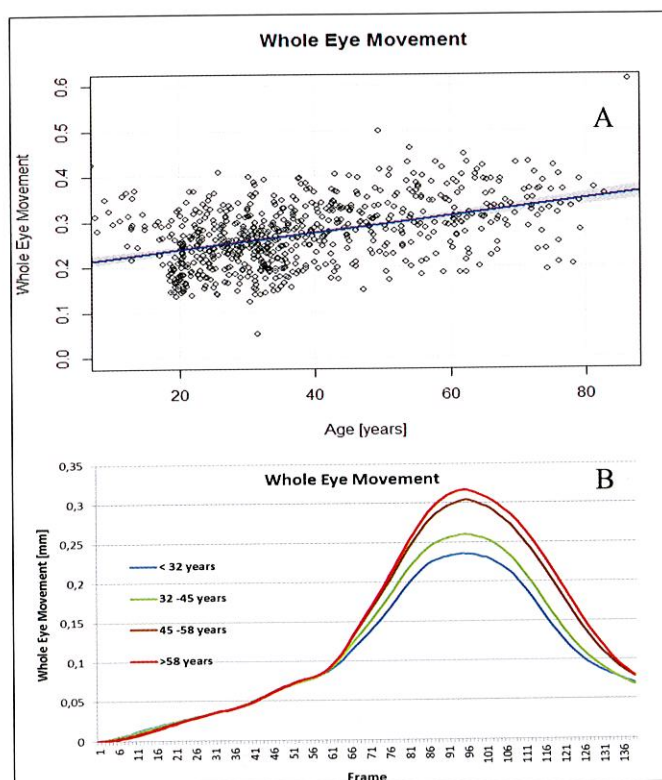 Whole Eye Movement
A
Whole Eye Movement
0.6
0.5
0.4
0.3
0.2
0.1
0.0
20 40 60 80
Age [years]
Whole Eye Movement
B
Whole Eye Movement [mm]
0,35
0,3
0,25
0,2
0,15
0,1
0,05
0
< 32 years
32 -45 years
45 -58 years
>58 years
1 6 11 16 21 26 31 36 41 46 51 56 61 66 71 76 81 86 91 96 101 106 111 116 121 126 131 136
Frame